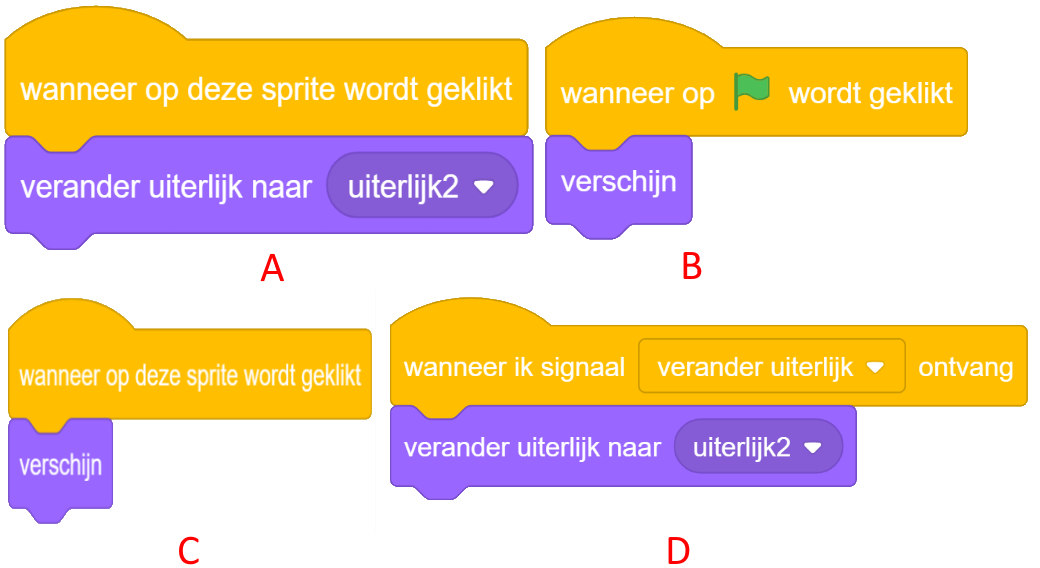 wanneer op deze sprite wordt geklikt
verander uiterlijk naar uiterlijk2
A
wanneer op wordt geklikt
verschijn
B
wanneer op deze sprite wordt geklikt
verschijn
C
wanneer ik signaal verander uiterlijk ontvang
verander uiterlijk naar uiterlijk2
D